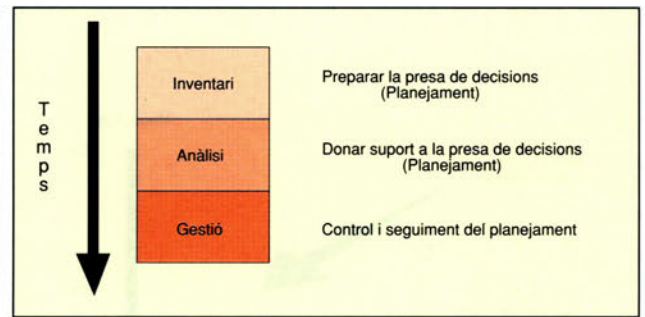 Temps
Inventari
Preparar la presa de decisions
(Planejament)
Anàlisi
Donar suport a la presa de decisions
(Planejament)
Gestió
Control i seguiment del planejament